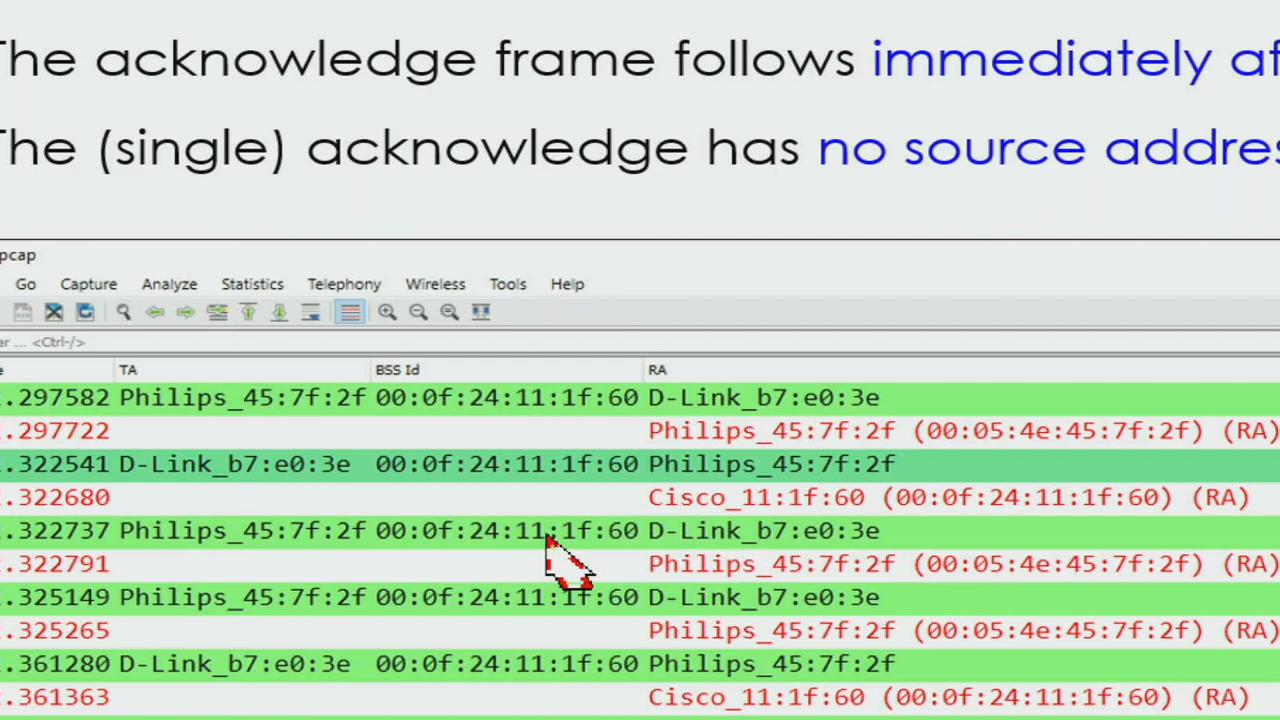 The acknowledge frame follows immediately af
The (single) acknowledge has no source addres
pcap
Go Capture Analyze Statistics Telephony Wireless Tools Help
er ... <Ctrl-/>
e TA BSS Id RA
.297582 Philips_45:7f:2f 00:0f:24:11:1f:60 D-Link_b7:e0:3e
.297722 Philips_45:7f:2f (00:05:4e:45:7f:2f) (RA)
.322541 D-Link_b7:e0:3e 00:0f:24:11:1f:60 Philips_45:7f:2f
.322680 Cisco_11:1f:60 (00:0f:24:11:1f:60) (RA)
.322737 Philips_45:7f:2f 00:0f:24:11:1f:60 D-Link_b7:e0:3e
.322791 Philips_45:7f:2f (00:05:4e:45:7f:2f) (RA)
.325149 Philips_45:7f:2f 00:0f:24:11:1f:60 D-Link_b7:e0:3e
.325265 Philips_45:7f:2f (00:05:4e:45:7f:2f) (RA)
.361280 D-Link_b7:e0:3e 00:0f:24:11:1f:60 Philips_45:7f:2f
.361363 Cisco_11:1f:60 (00:0f:24:11:1f:60) (RA)